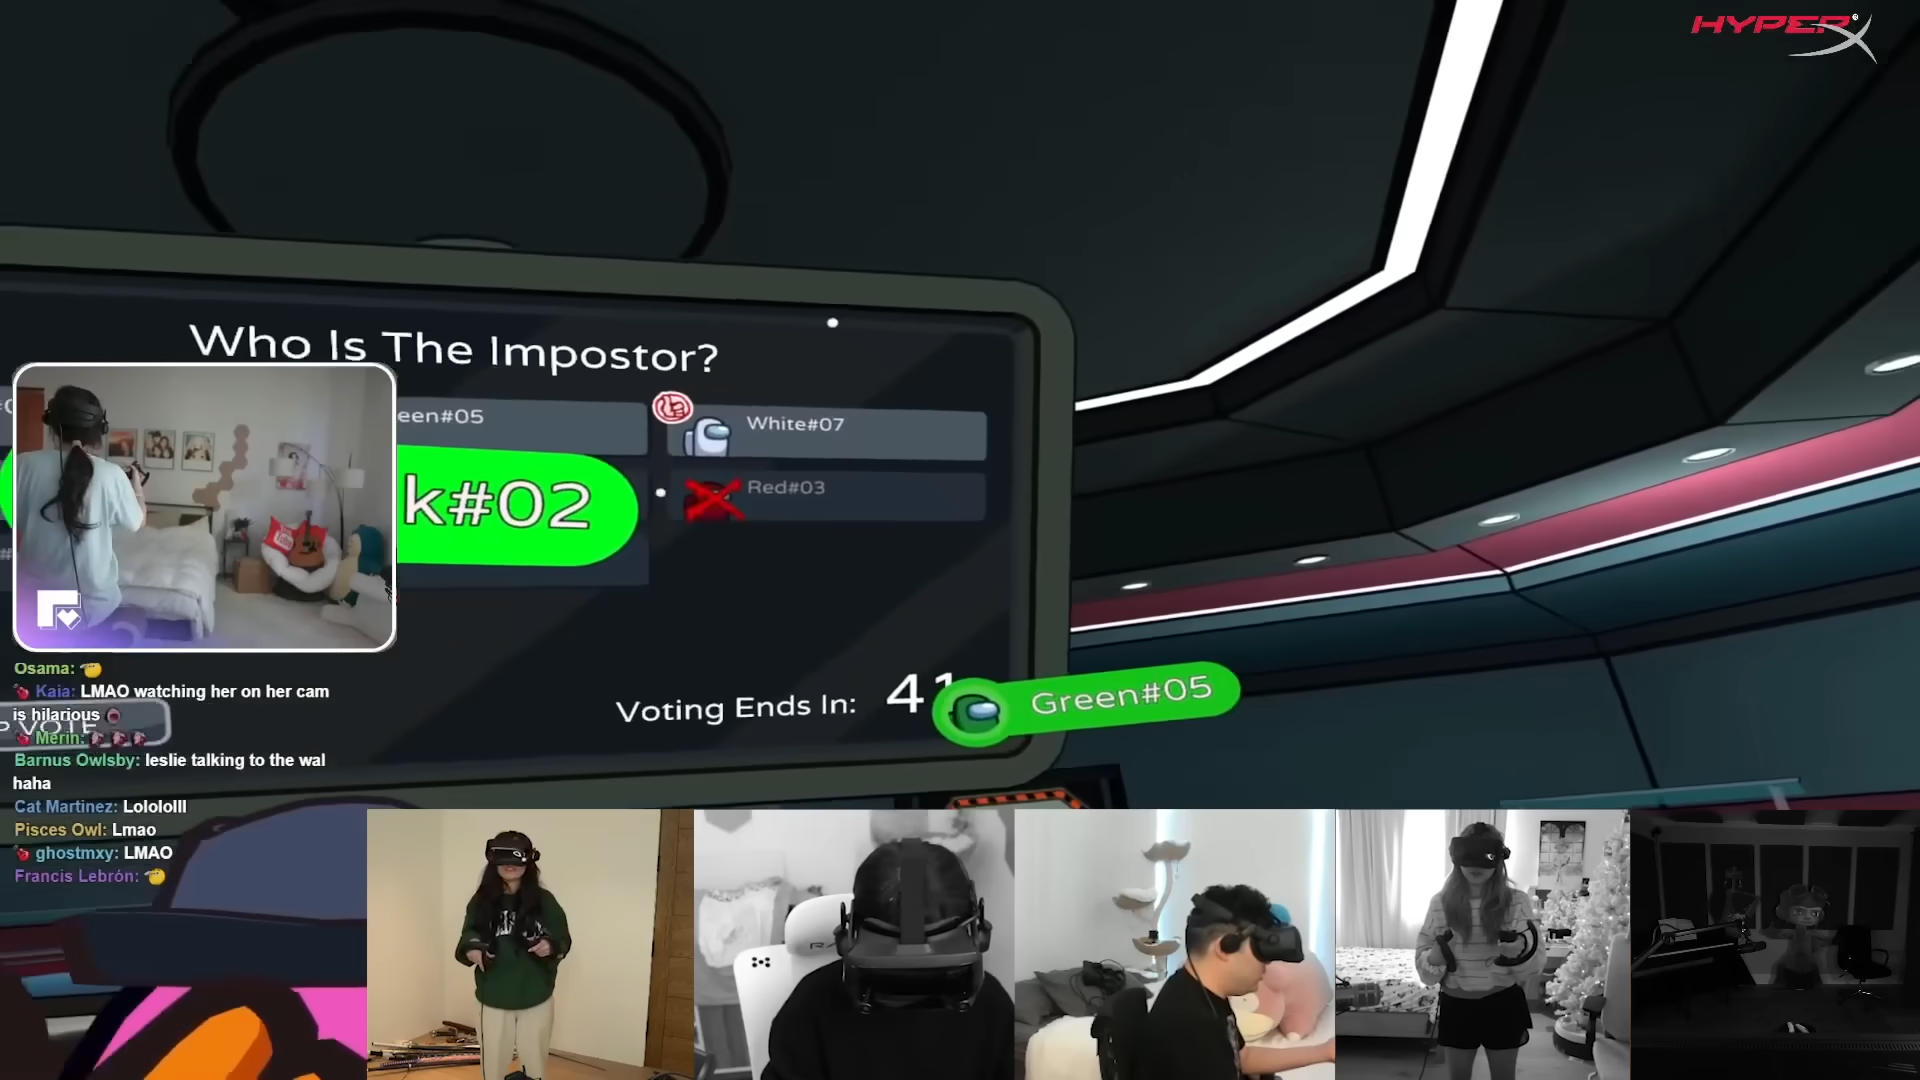 HYPERX
Who Is The Impostor?
een#05
White#07
k#02
Red#03
Voting Ends In: 41
Green#05
VOTE
Osama:
Kaia: LMAO watching her on her cam
is hilarious
Merin:
Barnus Owlsby: leslie talking to the wal
haha
Cat Martinez: Lolololll
Pisces Owl: Lmao
ghostmxy: LMAO
Francis Lebrón: